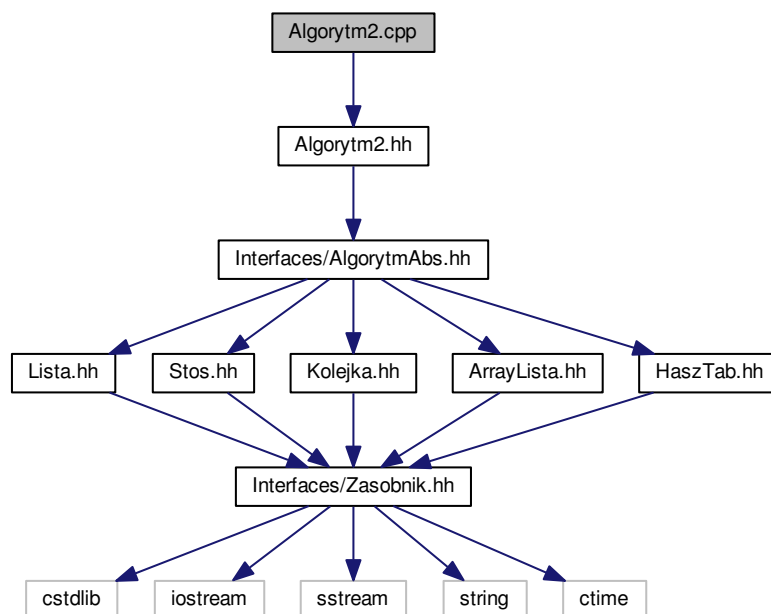 Algorytm2.cpp
Algorytm2.hh
Interfaces/AlgorytmAbs.hh
Lista.hh
Stos.hh
Kolejka.hh
ArrayLista.hh
HaszTab.hh
Interfaces/Zasobnik.hh
cstdlib
iostream
sstream
string
ctime